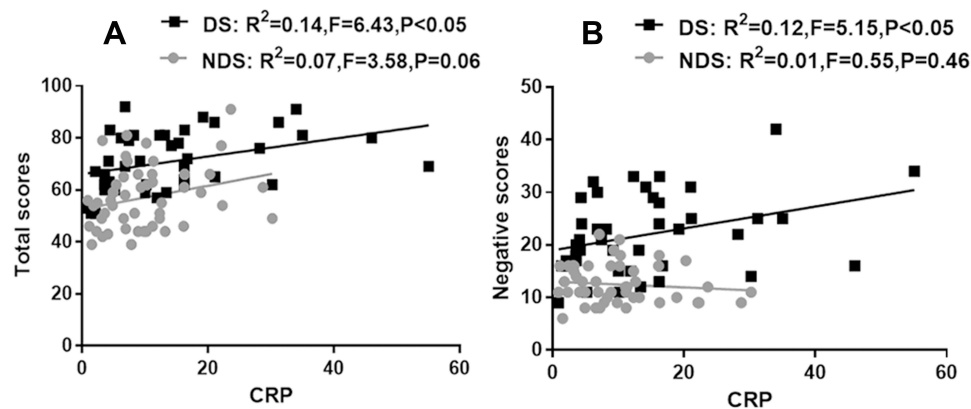 A
DS: R²=0.14,F=6.43,P<0.05
NDS: R²=0.07,F=3.58,P=0.06
100
80
60
40
20
0
Total scores
0 20 40 60
CRP
B
DS: R²=0.12,F=5.15,P<0.05
NDS: R²=0.01,F=0.55,P=0.46
50
40
30
20
10
0
Negative scores
0 20 40 60
CRP